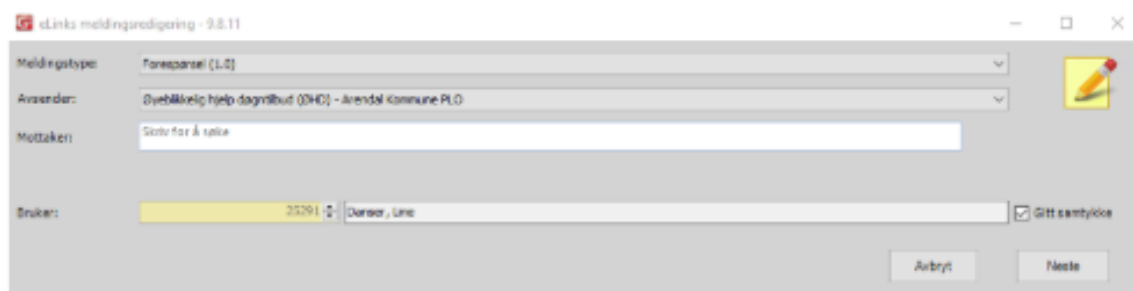 eLinks meldingsredigering - 9.8.11
Meldingstype: Forespørsel (1.0)
Avsender: Øyeblikkelig hjelp døgntilbud (ØHD) - Arendal Kommune PLO
Mottaker: Skriv for å søke
Bruker: 25291 Danser, Line Gitt samtykke
Avbryt Neste